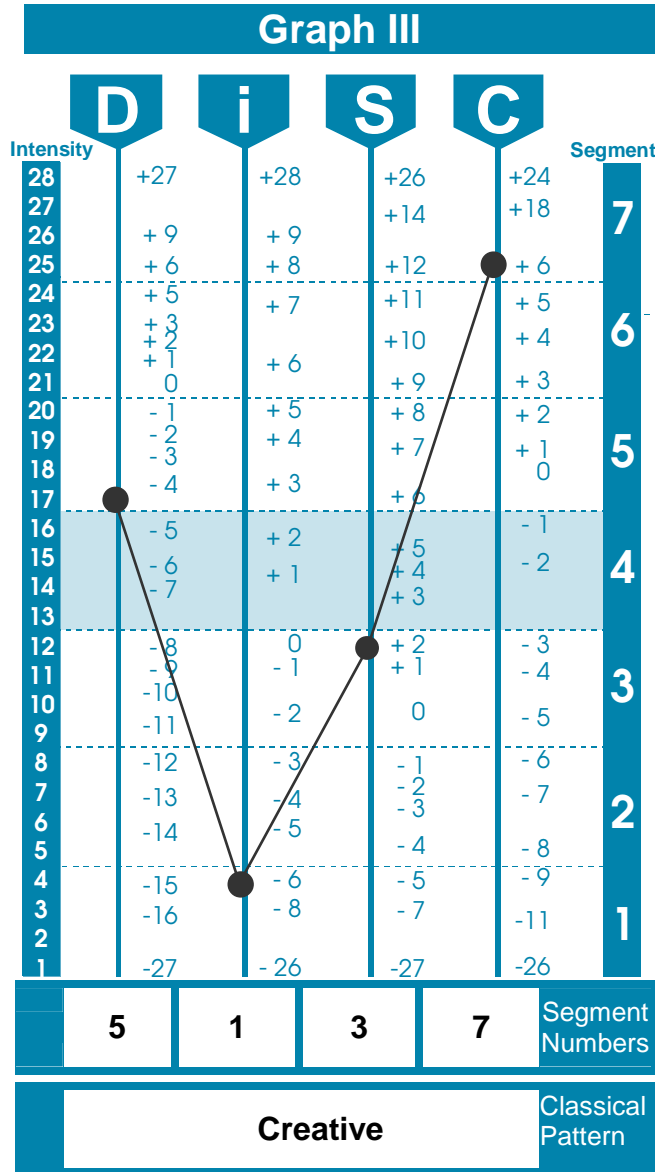 Graph III
D i S C
Intensity Segment
28 +27 +28 +26 +24
27 +14 +18 7
26 + 9 + 9
25 + 6 + 8 +12 + 6
24 + 5 + 7 +11 + 5
23 + 3 6
+ 2 +10 + 4
22 + 1 + 6
21 0 + 9 + 3
20 - 1 + 5 + 8 + 2
19 - 2 + 4 + 7 + 1 5
18 - 3 0
17 - 4 + 3 + 6
16 - 5 + 2 - 1
15 - 6 + 5 - 2 4
14 - 7 + 1 + 4
13 + 3
12 - 8 0 + 2 - 3
11 - 9 - 1 + 1 - 4 3
10 -10 - 2 0 - 5
9 -11
8 -12 - 3 - 1 - 6
7 -13 - 4 - 2 - 7 2
- 3
6 -14 - 5
5 - 4 - 8
4 -15 - 6 - 5 - 9
3 -16 - 8 - 7 -11 1
2
1 -27 - 26 -27 -26
5 1 3 7 Segment
Numbers
Creative Classical
Pattern